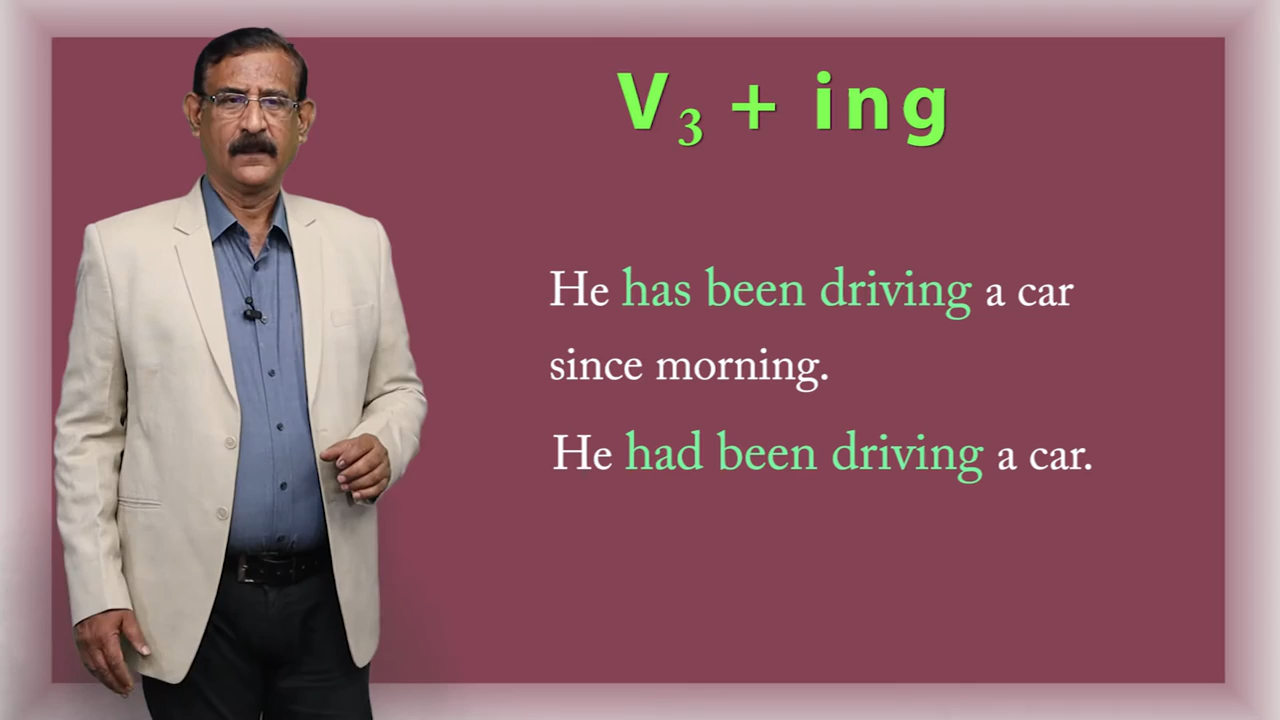 V₃ + ing
He has been driving a car
since morning.
He had been driving a car.